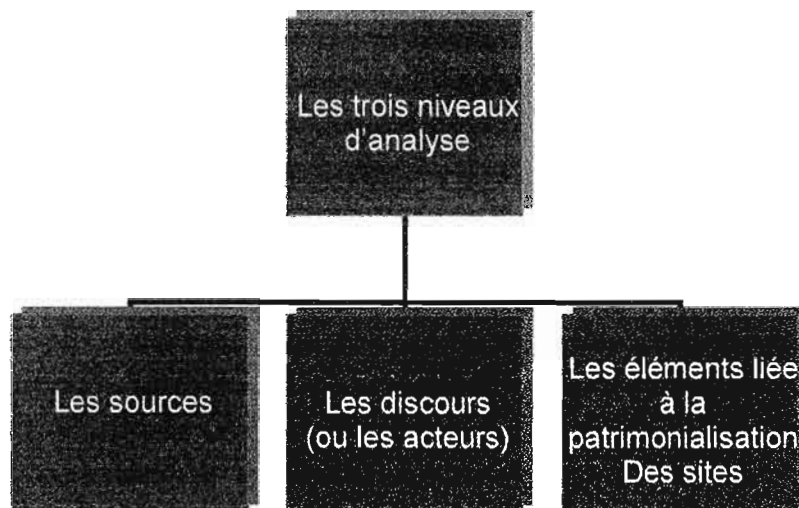 Les trois niveaux
d'analyse
Les sources
Les discours
(ou les acteurs)
Les éléments liée
à la
patrimonialisation
Des sites